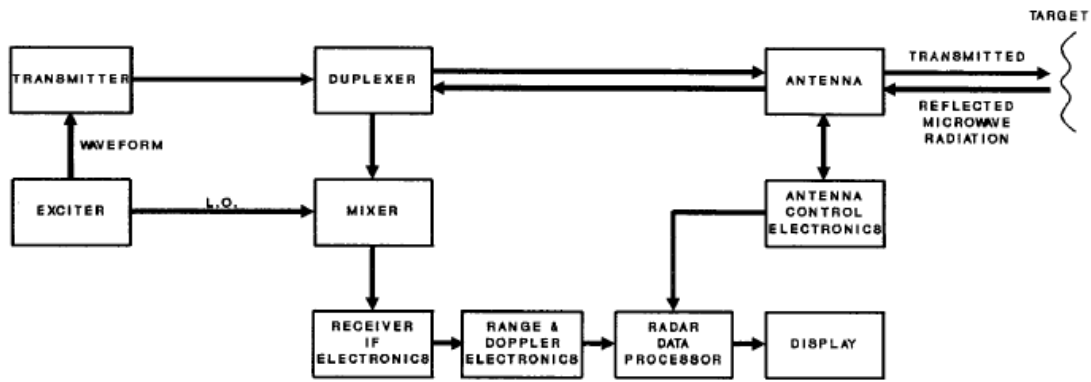 TARGET
TRANSMITTER
DUPLEXER
ANTENNA
TRANSMITTED
REFLECTED
MICROWAVE
RADIATION
WAVEFORM
EXCITER
L.O.
MIXER
ANTENNA
CONTROL
ELECTRONICS
RECEIVER
IF
ELECTRONICS
RANGE &
DOPPLER
ELECTRONICS
RADAR
DATA
PROCESSOR
DISPLAY